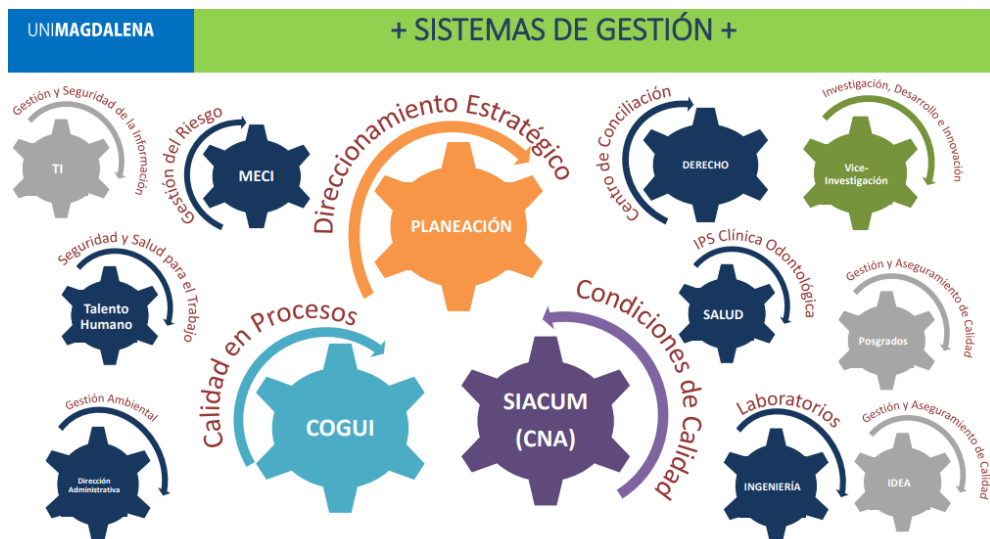 UNIMAGDALENA
+ SISTEMAS DE GESTIÓN +
Gestión y Seguridad de la Información
TI
Gestión del Riesgo
MECI
Direccionamiento Estratégico
PLANEACIÓN
Centro de Conciliación
DERECHO
Investigación, Desarrollo e Innovación
Vice-
Investigación
Seguridad y Salud para el Trabajo
Talento
Humano
IPS Clínica Odontológica
SALUD
Gestión y Aseguramiento de Calidad
Posgrados
Calidad en Procesos
COGUI
Condiciones de Calidad
SIACUM
(CNA)
Gestión Ambiental
Dirección
Administrativa
Laboratorios
INGENIERÍA
Gestión y Aseguramiento de Calidad
IDEA